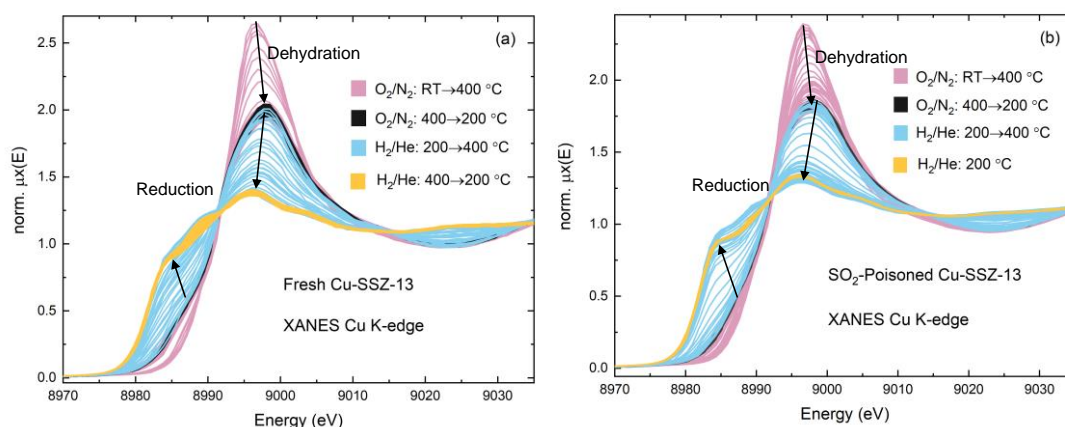 (a)
Dehydration
O₂/N₂: RT→400 °C
O₂/N₂: 400→200 °C
H₂/He: 200→400 °C
H₂/He: 400→200 °C
Reduction
Fresh Cu-SSZ-13
XANES Cu K-edge
norm. μx(E)
2.5
2.0
1.5
1.0
0.5
0.0
8970 8980 8990 9000 9010 9020 9030
Energy (eV)
(b)
Dehydration
O₂/N₂: RT→400 °C
O₂/N₂: 400→200 °C
H₂/He: 200→400 °C
H₂/He: 200 °C
Reduction
SO₂-Poisoned Cu-SSZ-13
XANES Cu K-edge
norm. μx(E)
2.0
1.5
1.0
0.5
0.0
8970 8980 8990 9000 9010 9020 9030
Energy (eV)